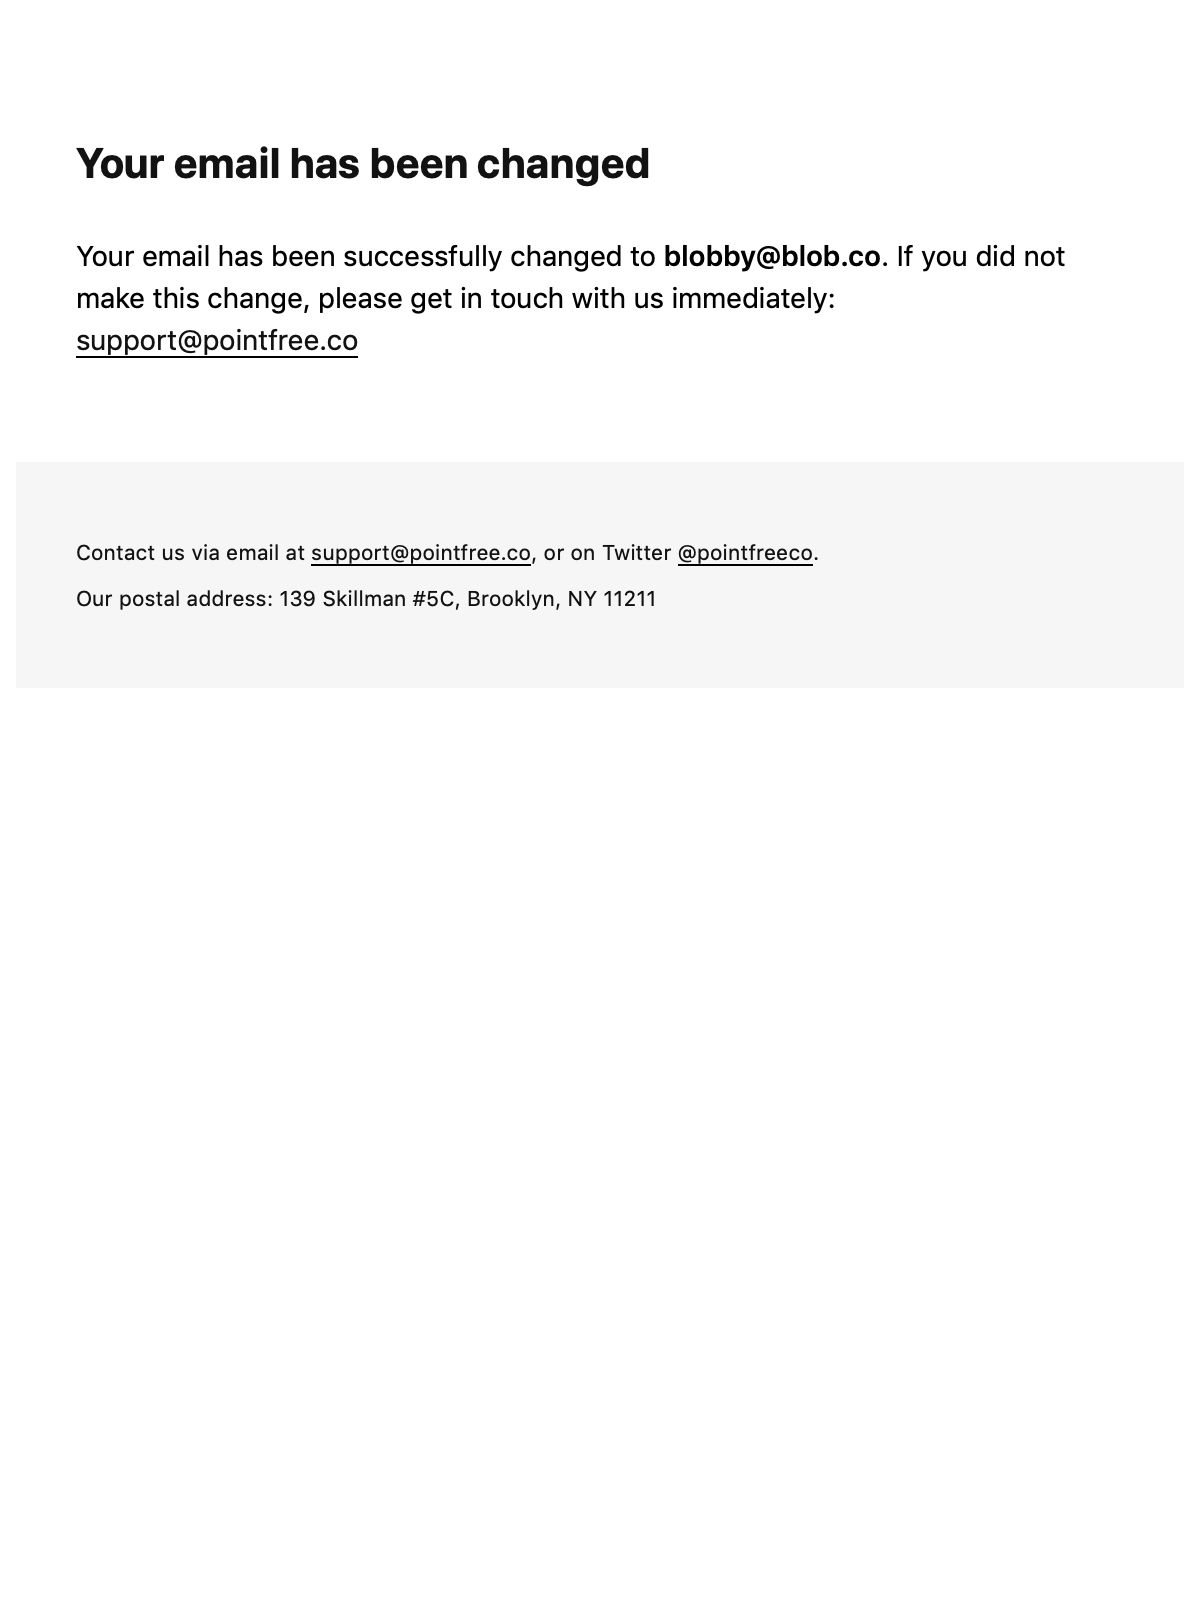 Your email has been changed
Your email has been successfully changed to blobby@blob.co. If you did not
make this change, please get in touch with us immediately:
support@pointfree.co
Contact us via email at support@pointfree.co, or on Twitter @pointfreeco.
Our postal address: 139 Skillman #5C, Brooklyn, NY 11211